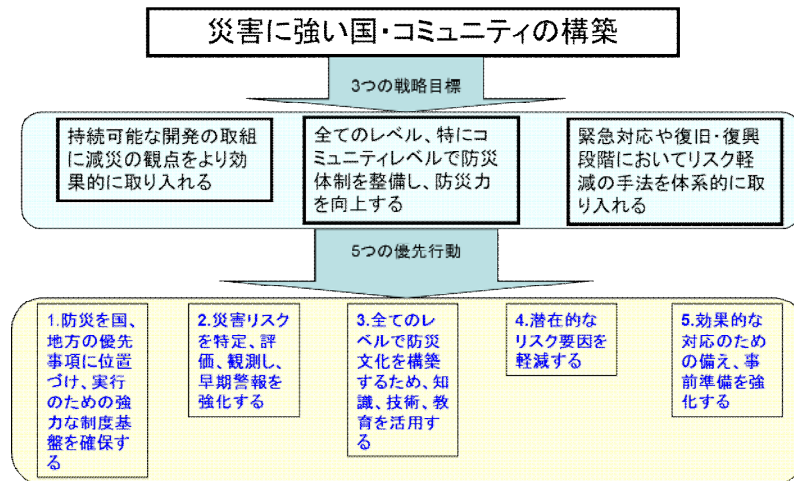 災害に強い国・コミュニティの構築
3つの戦略目標
持続可能な開発の取組
に減災の観点をより効
果的に取り入れる
全てのレベル、特にコ
ミュニティレベルで防災
体制を整備し、防災力
を向上する
緊急対応や復旧・復興
段階においてリスク軽
減の手法を体系的に取
り入れる
5つの優先行動
1.防災を国、
地方の優先
事項に位置
づけ、実行
のための強
力な制度基
盤を確保す
る
2.災害リスク
を特定、評
価、観測し、
早期警報を
強化する
3.全てのレ
ベルで防災
文化を構築
するため、知
識、技術、教
育を活用す
る
4.潜在的な
リスク要因を
軽減する
5.効果的な
対応のため
の備え、事
前準備を強
化する